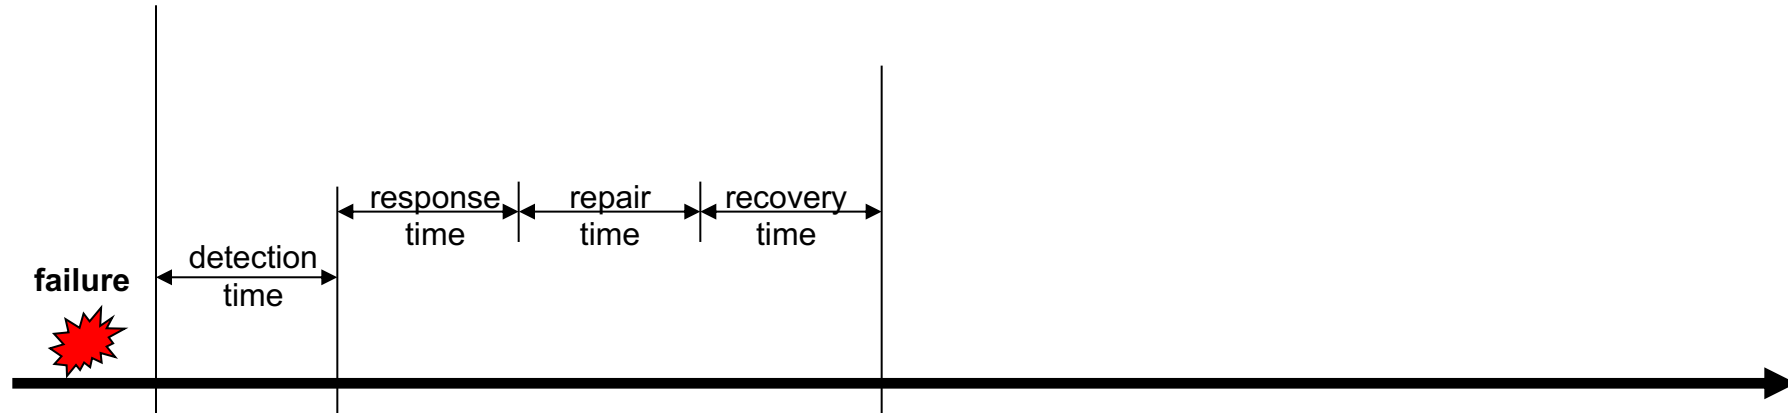 failure
detection
time
response
time
repair
time
recovery
time